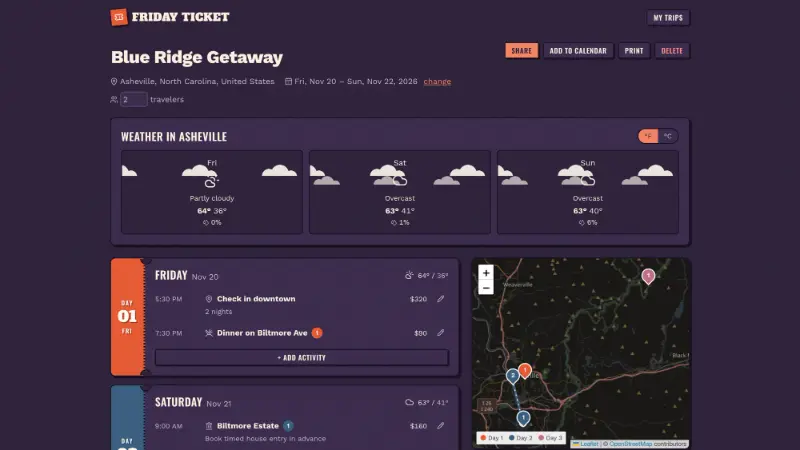 FRIDAY TICKET
MY TRIPS
Blue Ridge Getaway
SHARE
ADD TO CALENDAR
PRINT
DELETE
Asheville, North Carolina, United States
Fri, Nov 20 – Sun, Nov 22, 2026
change
2 travelers
WEATHER IN ASHEVILLE
°F °C
Fri
Partly cloudy
64° 36°
0%
Sat
Overcast
63° 41°
1%
Sun
Overcast
63° 40°
6%
DAY
01
FRI
FRIDAY Nov 20
64° / 36°
5:30 PM
Check in downtown
$320
2 nights
7:30 PM
Dinner on Biltmore Ave 1
$90
+ ADD ACTIVITY
DAY
SATURDAY Nov 21
63° / 41°
9:00 AM
Biltmore Estate 1
$160
Book timed house entry in advance
+
−
Weaverville
1
2
1
1
Day 1
Day 2
Day 3
Leaflet | © OpenStreetMap contributors